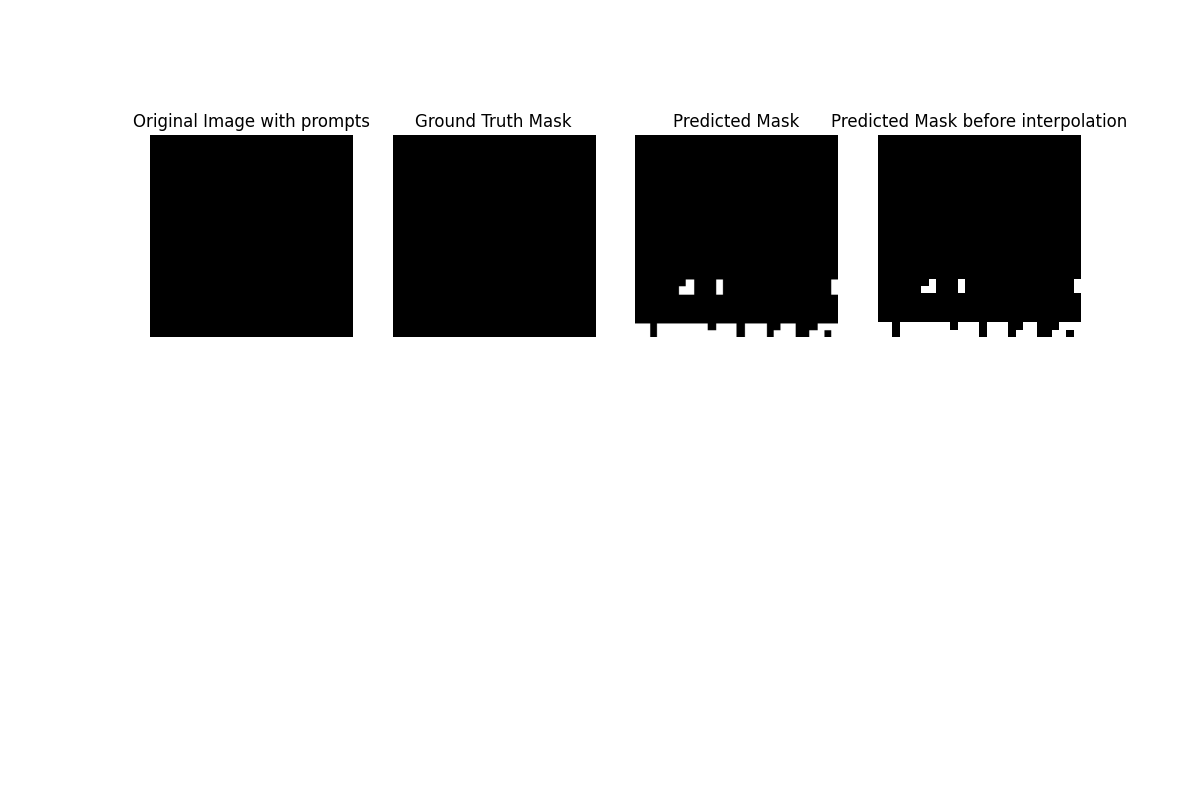 Original Image with prompts
Ground Truth Mask
Predicted Mask
Predicted Mask before interpolation